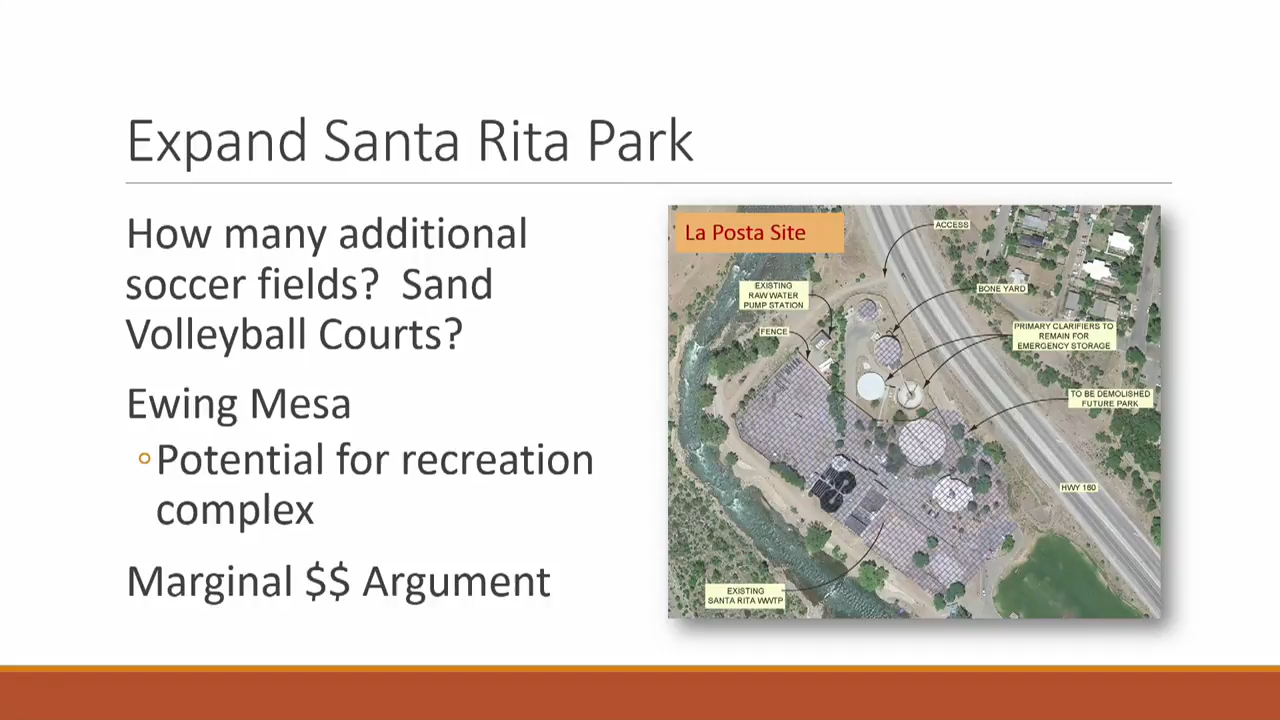 Expand Santa Rita Park
How many additional
soccer fields?  Sand
Volleyball Courts?
Ewing Mesa
◦Potential for recreation
complex
Marginal $$ Argument
La Posta Site
ACCESS
EXISTING
RAW WATER
PUMP STATION
BONE YARD
FENCE
PRIMARY CLARIFIERS TO
REMAIN FOR
EMERGENCY STORAGE
TO BE DEMOLISHED
FUTURE PARK
HWY 160
EXISTING
SANTA RITA WWTP